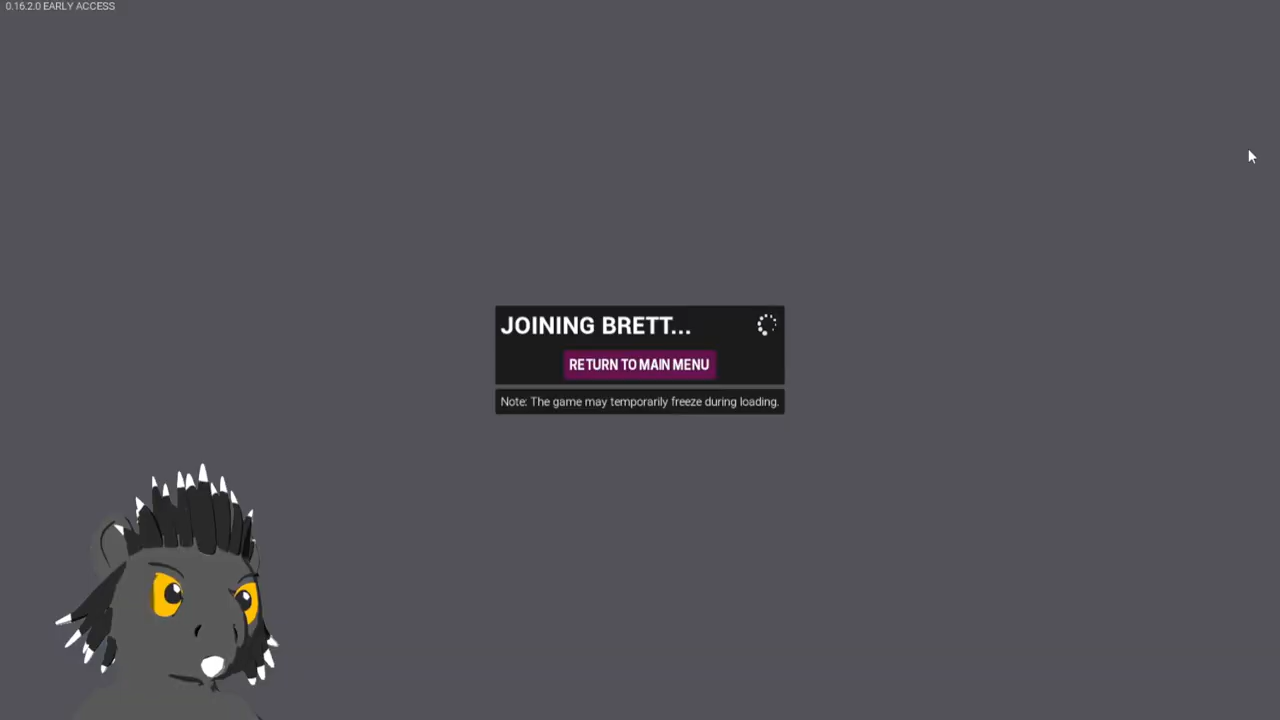 0.16.2.0 EARLY ACCESS
JOINING BRETT...
RETURN TO MAIN MENU
Note: The game may temporarily freeze during loading.